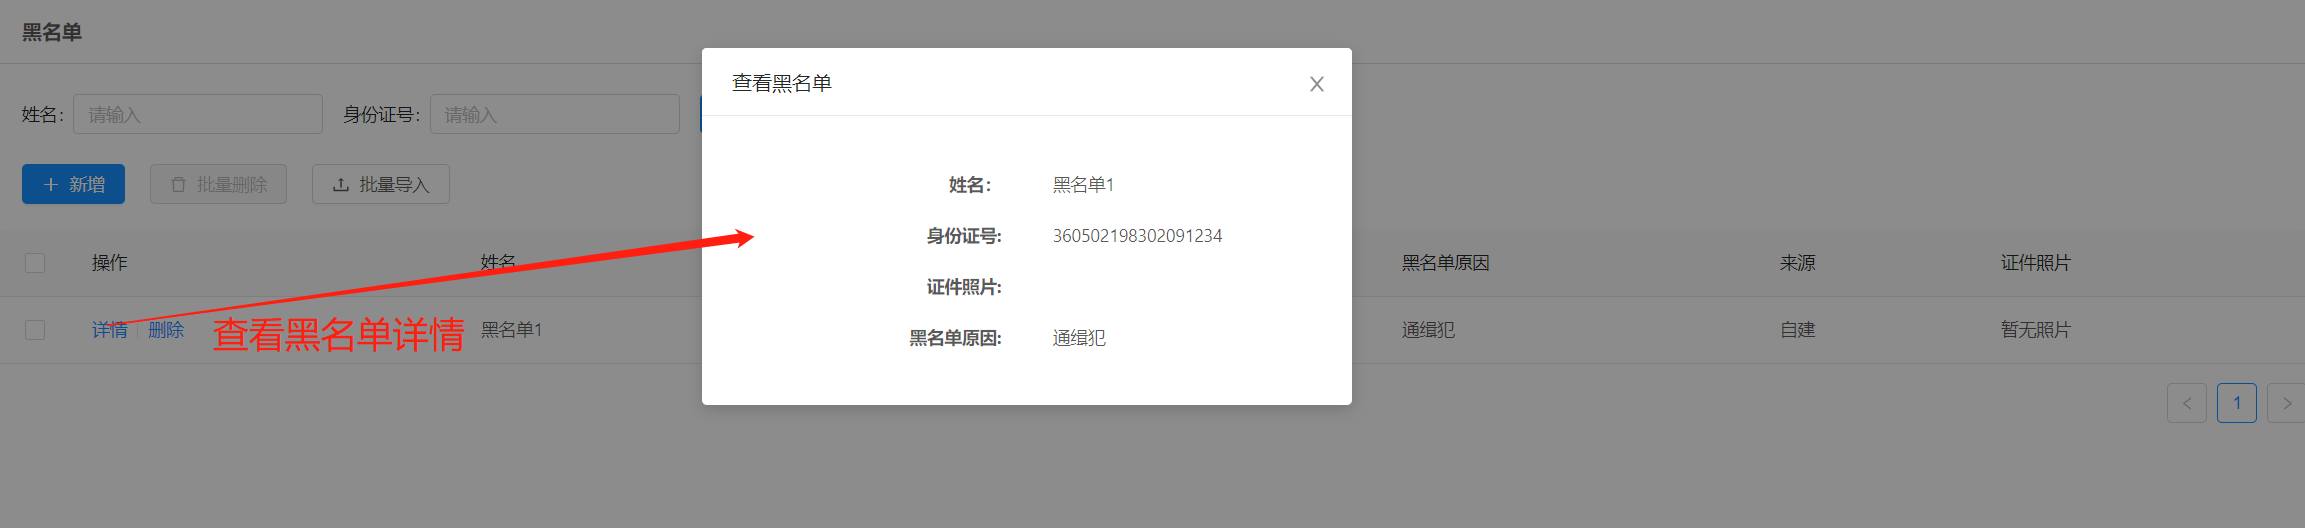 黑名单
查看黑名单
姓名: 请输入 身份证号: 请输入
新增 批量删除 批量导入
姓名: 黑名单1
身份证号: 360502198302091234
证件照片:
黑名单原因: 通缉犯
操作 姓名 黑名单原因 来源 证件照片
详情 删除 查看黑名单详情 黑名单1 通缉犯 自建 暂无照片
< 1 >